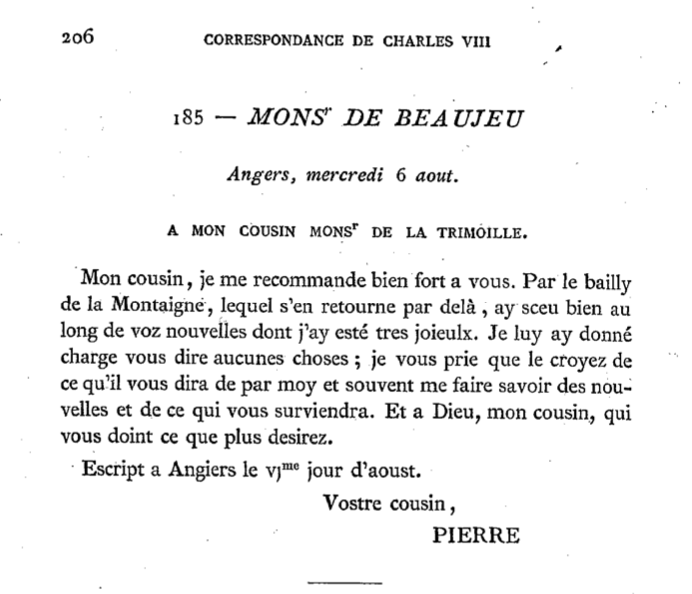 206
CORRESPONDANCE DE CHARLES VIII
185 — MONSʳ DE BEAUJEU
Angers, mercredi 6 aout.
A MON COUSIN MONSʳ DE LA TRIMOILLE.
Mon cousin, je me recommande bien fort a vous. Par le bailly
de la Montaigne, lequel s'en retourne par delà, ay sceu bien au
long de voz nouvelles dont j'ay esté tres joieulx. Je luy ay donné
charge vous dire aucunes choses ; je vous prie que le croyez de
ce qu'il vous dira de par moy et souvent me faire savoir des nou-
velles et de ce qui vous surviendra. Et a Dieu, mon cousin, qui
vous doint ce que plus desirez.
Escript a Angiers le vjᵐᵉ jour d'aoust.
Vostre cousin,
PIERRE